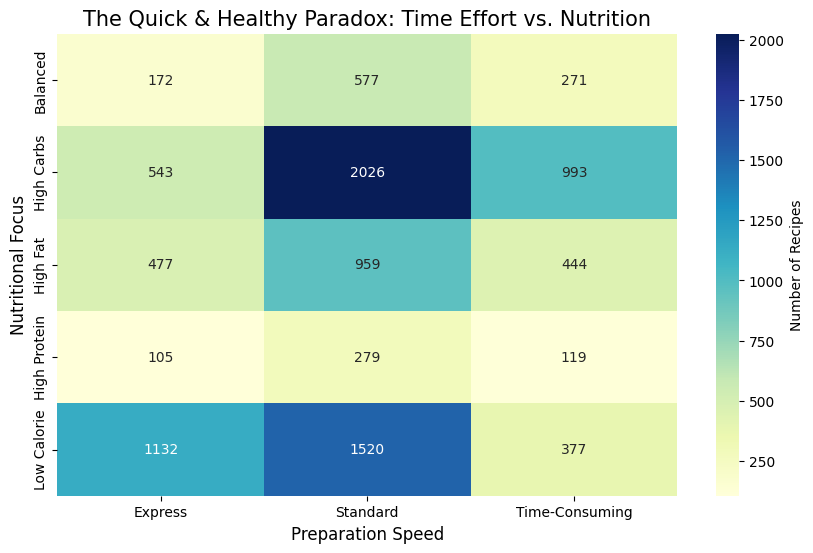 The Quick & Healthy Paradox: Time Effort vs. Nutrition
Nutritional Focus
Balanced
172 577 271
High Carbs
543 2026 993
High Fat
477 959 444
High Protein
105 279 119
Low Calorie
1132 1520 377
Express Standard Time-Consuming
Preparation Speed
2000
1750
1500
1250
1000
750
500
250
Number of Recipes